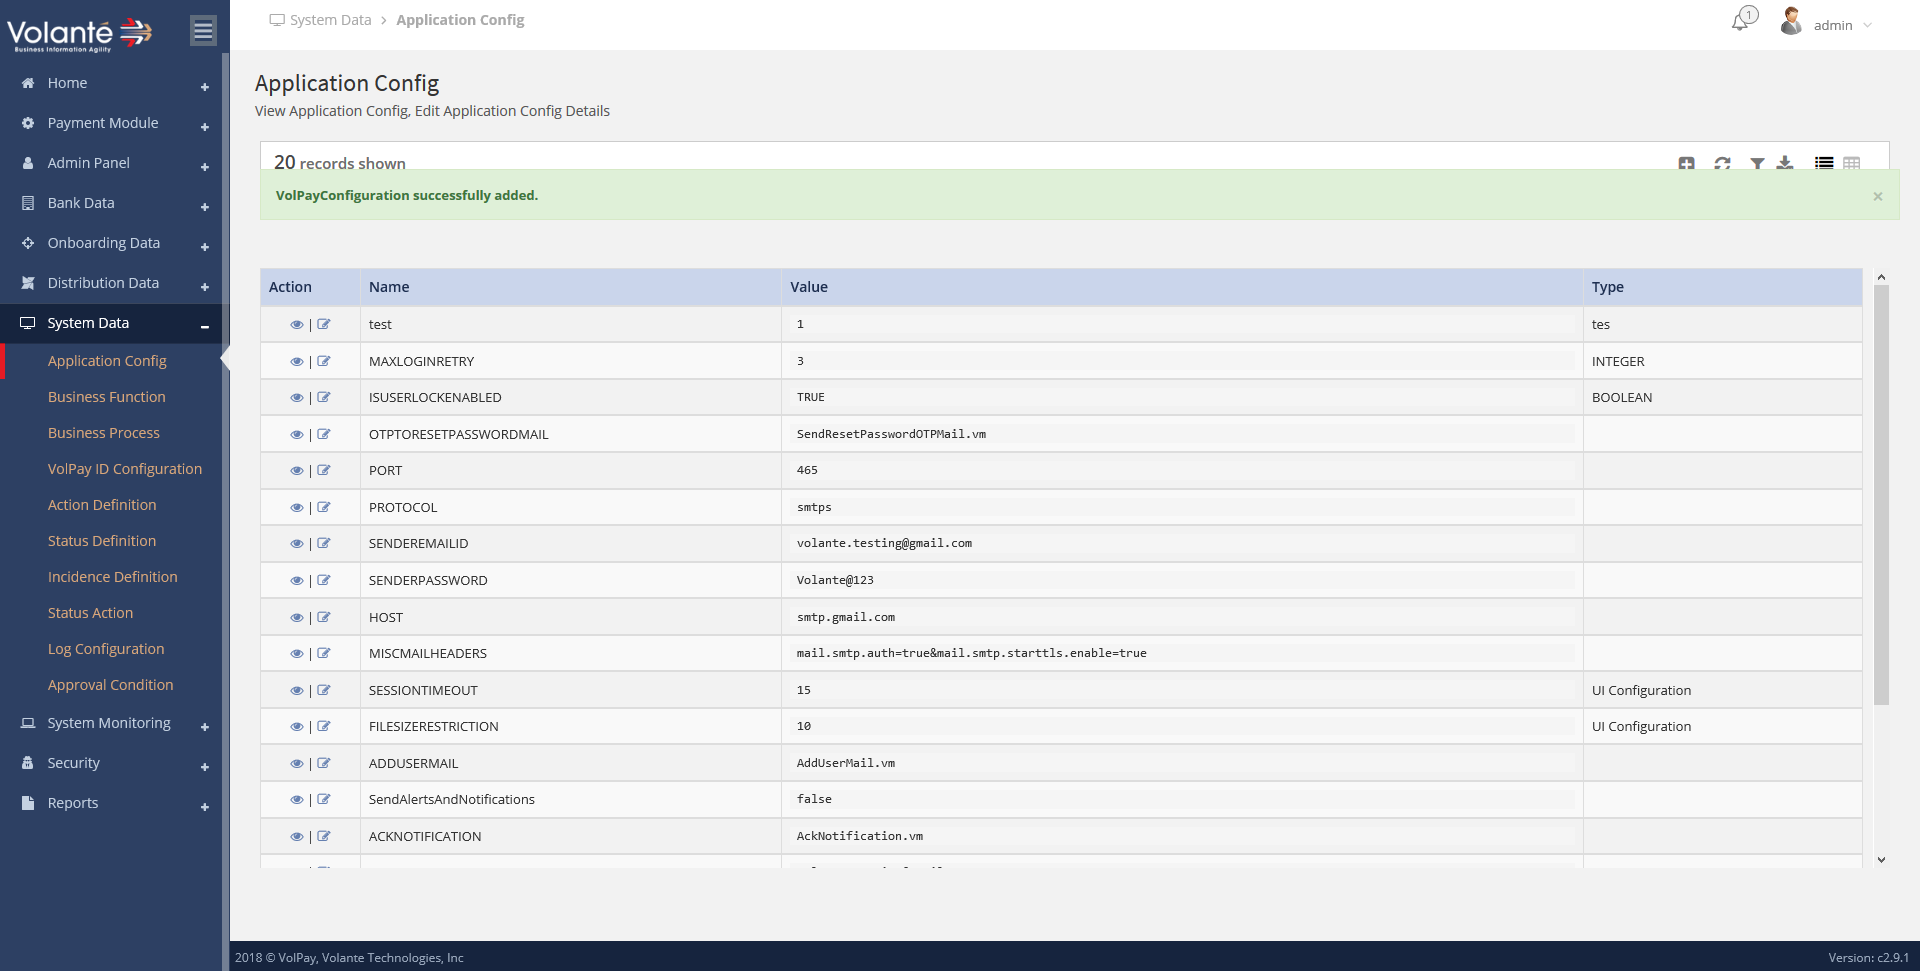 Volanté
Business Information Agility
System Data > Application Config
1
admin
Home
Payment Module
Admin Panel
Bank Data
Onboarding Data
Distribution Data
System Data
Application Config
Business Function
Business Process
VolPay ID Configuration
Action Definition
Status Definition
Incidence Definition
Status Action
Log Configuration
Approval Condition
System Monitoring
Security
Reports
Application Config
View Application Config, Edit Application Config Details
20 records shown
VolPayConfiguration successfully added. ×
Action Name Value Type
| test 1 tes
| MAXLOGINRETRY 3 INTEGER
| ISUSERLOCKENABLED TRUE BOOLEAN
| OTPTORESETPASSWORDMAIL SendResetPasswordOTPMail.vm
| PORT 465
| PROTOCOL smtps
| SENDEREMAILID volante.testing@gmail.com
| SENDERPASSWORD Volante@123
| HOST smtp.gmail.com
| MISCMAILHEADERS mail.smtp.auth=true&mail.smtp.starttls.enable=true
| SESSIONTIMEOUT 15 UI Configuration
| FILESIZERESTRICTION 10 UI Configuration
| ADDUSERMAIL AddUserMail.vm
| SendAlertsAndNotifications false
| ACKNOTIFICATION AckNotification.vm
2018 © VolPay, Volante Technologies, Inc
Version: c2.9.1